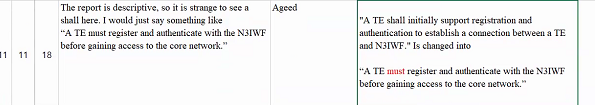 The report is descriptive, so it is strange to see a
shall here. I would just say something like
"A TE must register and authenticate with the N3IWF
before gaining access to the core network."
Ageed
11 11 18
"A TE shall initially support registration and
authentication to establish a connection between a TE
and N3IWF." Is changed into
"A TE must register and authenticate with the N3IWF
before gaining access to the core network."